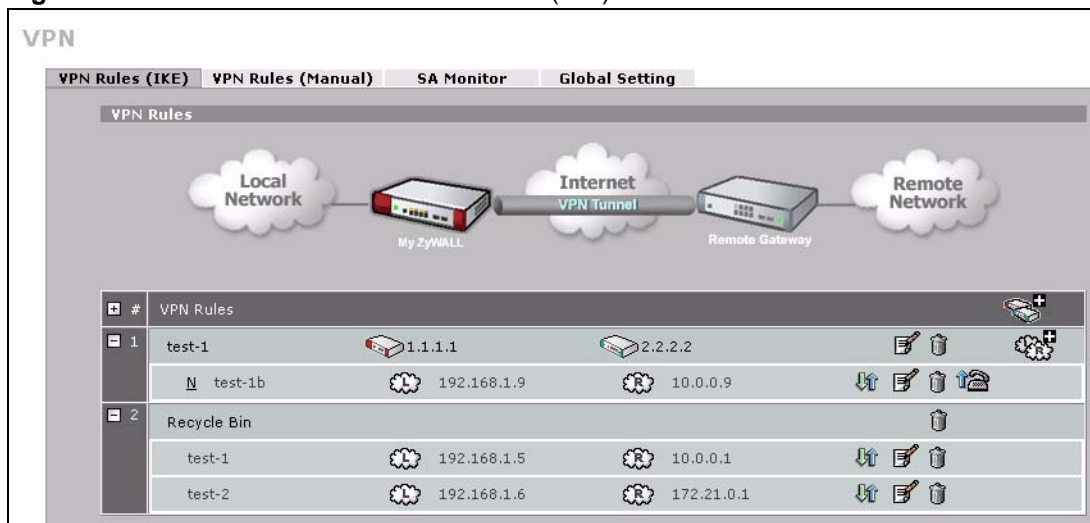 VPN
VPN Rules (IKE) VPN Rules (Manual) SA Monitor Global Setting
VPN Rules
Local Network
Internet
VPN Tunnel
Remote Network
My ZyWALL
Remote Gateway
# VPN Rules
1 test-1 1.1.1.1 2.2.2.2
N test-1b L 192.168.1.9 R 10.0.0.9
2 Recycle Bin
test-1 L 192.168.1.5 R 10.0.0.1
test-2 L 192.168.1.6 R 172.21.0.1